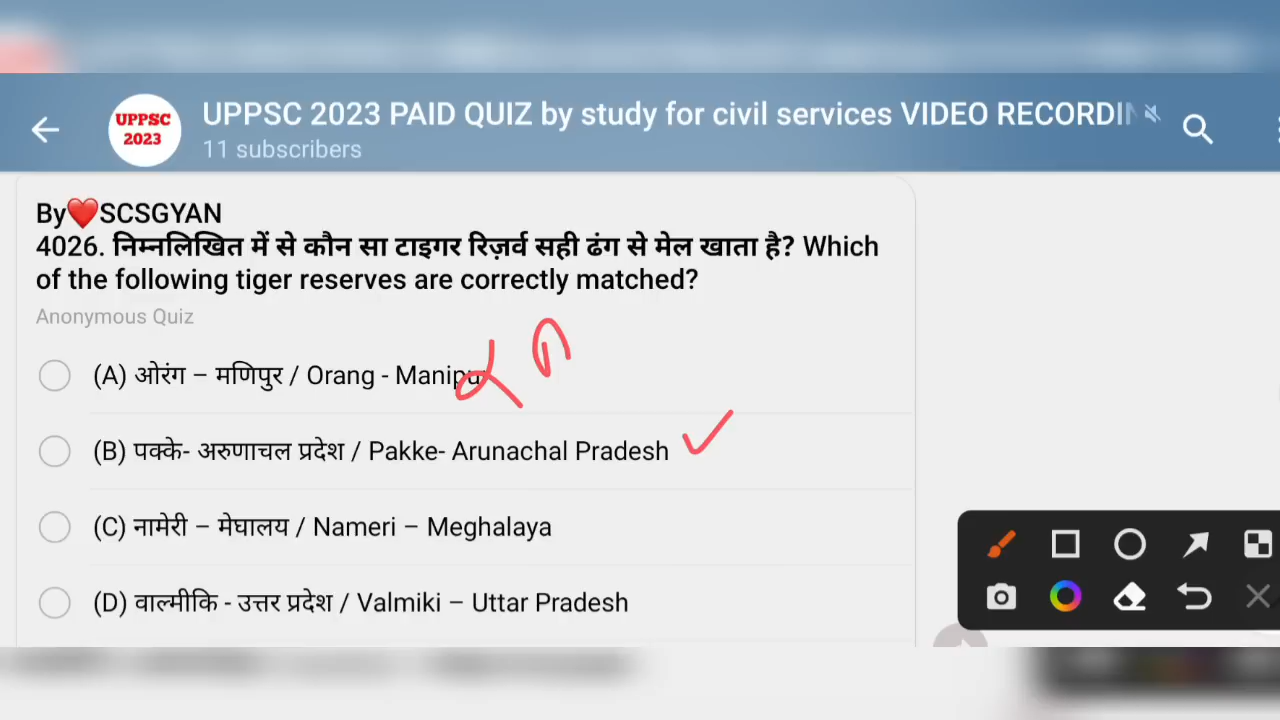 UPPSC
2023
UPPSC 2023 PAID QUIZ by study for civil services VIDEO
11 subscribers
By❤️SCSGYAN
4026. निम्नलिखित में से कौन सा टाइगर रिज़र्व सही ढंग से मेल खाता है? Which
of the following tiger reserves are correctly matched?
Anonymous Quiz
(A) ओरंग – मणिपुर / Orang - Manipur
(B) पक्के- अरुणाचल प्रदेश / Pakke- Arunachal Pradesh
(C) नामेरी – मेघालय / Nameri – Meghalaya
(D) वाल्मीकि - उत्तर प्रदेश / Valmiki – Uttar Pradesh